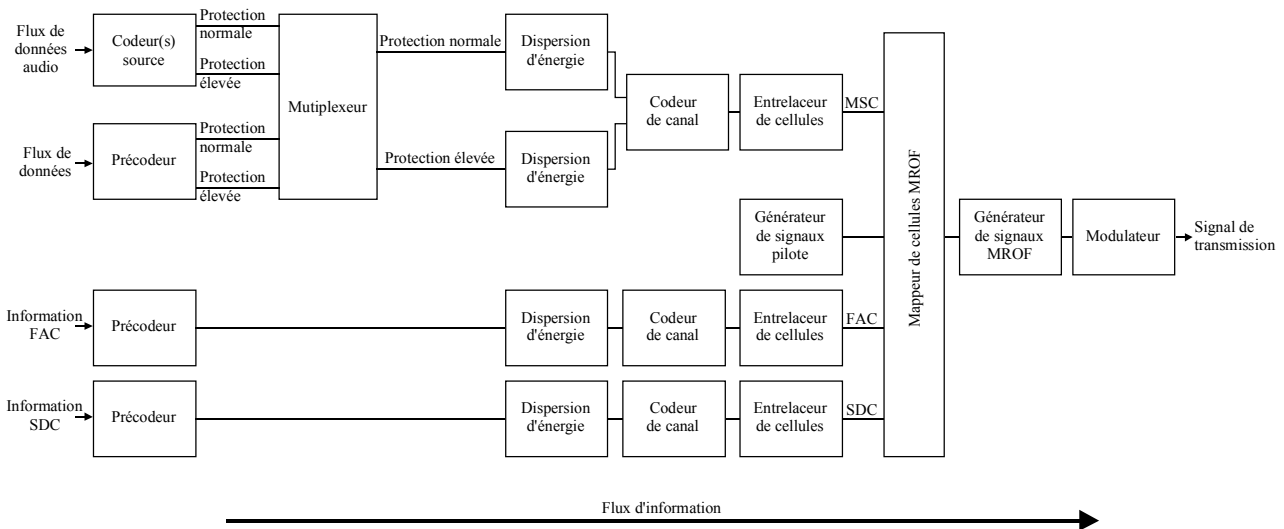 Flux de
données
audio
Codeur(s)
source
Protection
normale
Protection
élevée
Mutiplexeur
Protection normale
Dispersion
d'énergie
Codeur
de canal
Entrelaceur
de cellules
MSC
Flux de
données
Précodeur
Protection
normale
Protection
élevée
Protection élevée
Dispersion
d'énergie
Générateur
de signaux
pilote
Mappeur de cellules MROF
Générateur
de signaux
MROF
Modulateur
Signal de
transmission
Information
FAC
Précodeur
Dispersion
d'énergie
Codeur
de canal
Entrelaceur
de cellules
FAC
Information
SDC
Précodeur
Dispersion
d'énergie
Codeur
de canal
Entrelaceur
de cellules
SDC
Flux d'information